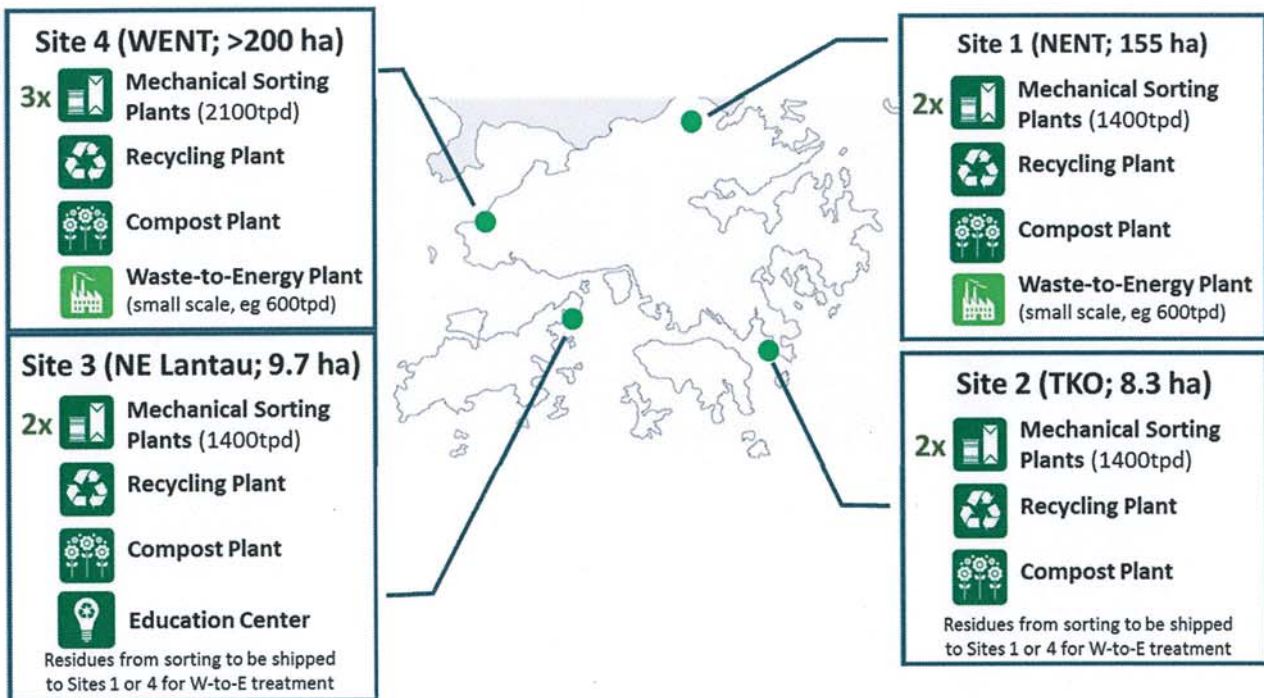 Site 4 (WENT; >200 ha)
3x
Mechanical Sorting
Plants (2100tpd)
Recycling Plant
Compost Plant
Waste-to-Energy Plant
(small scale, eg 600tpd)
Site 3 (NE Lantau; 9.7 ha)
2x
Mechanical Sorting
Plants (1400tpd)
Recycling Plant
Compost Plant
Education Center
Residues from sorting to be shipped
to Sites 1 or 4 for W-to-E treatment
Site 1 (NENT; 155 ha)
2x
Mechanical Sorting
Plants (1400tpd)
Recycling Plant
Compost Plant
Waste-to-Energy Plant
(small scale, eg 600tpd)
Site 2 (TKO; 8.3 ha)
2x
Mechanical Sorting
Plants (1400tpd)
Recycling Plant
Compost Plant
Residues from sorting to be shipped
to Sites 1 or 4 for W-to-E treatment